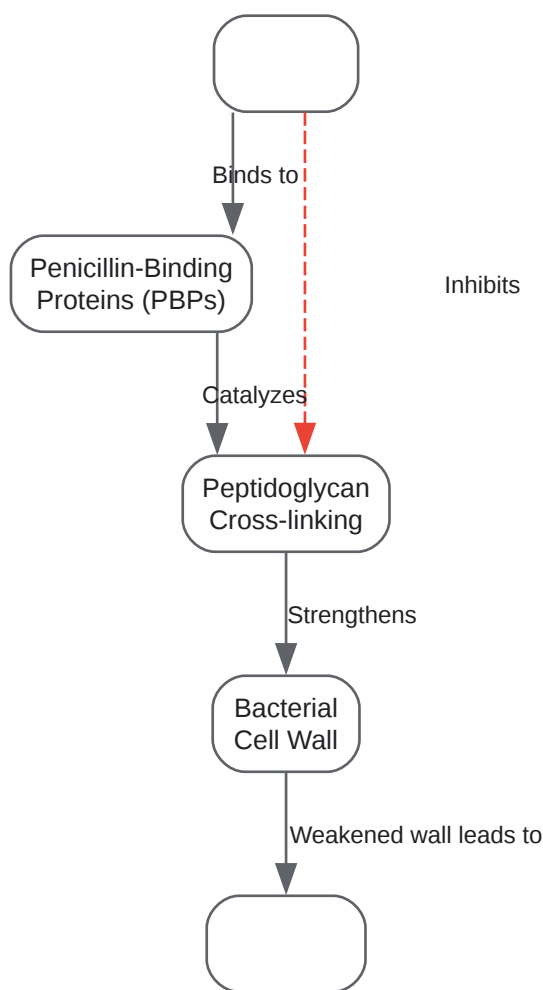 Binds to
Penicillin-Binding
Proteins (PBPs)
Inhibits
Catalyzes
Peptidoglycan
Cross-linking
Strengthens
Bacterial
Cell Wall
Weakened wall leads to